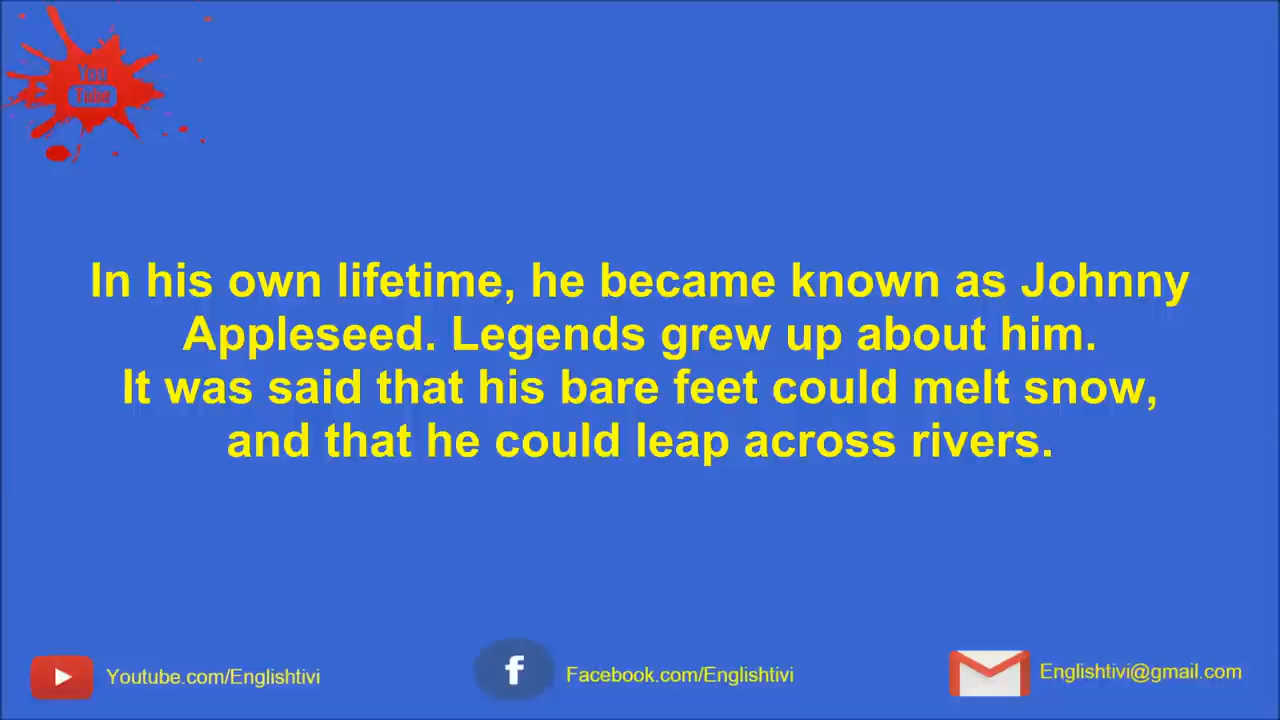 You
In his own lifetime, he became known as Johnny
Appleseed. Legends grew up about him.
It was said that his bare feet could melt snow,
and that he could leap across rivers.
Youtube.com/Englishtivi
f
Facebook.com/Englishtivi
Englishtivi@gmail.com